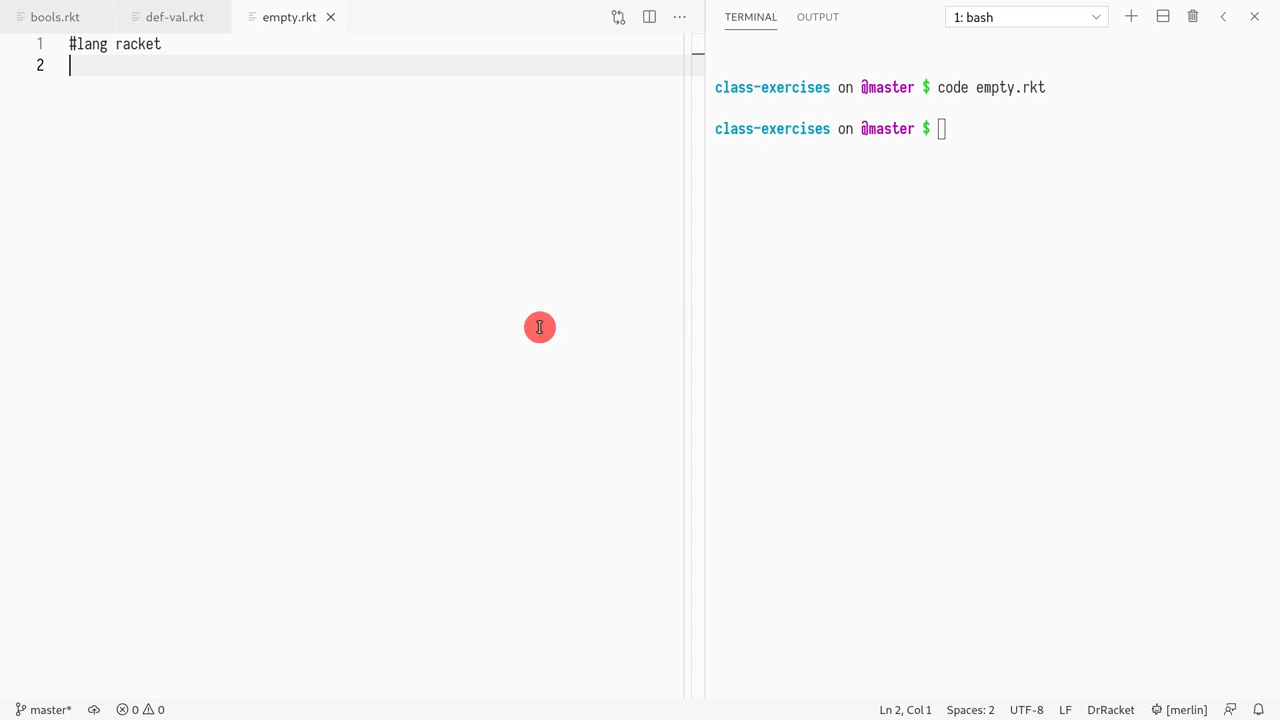 bools.rkt
def-val.rkt
empty.rkt
TERMINAL
OUTPUT
1: bash
1 #lang racket
2
class-exercises on @master $ code empty.rkt
class-exercises on @master $
master*
0 0
Ln 2, Col 1
Spaces: 2
UTF-8
LF
DrRacket
[merlin]